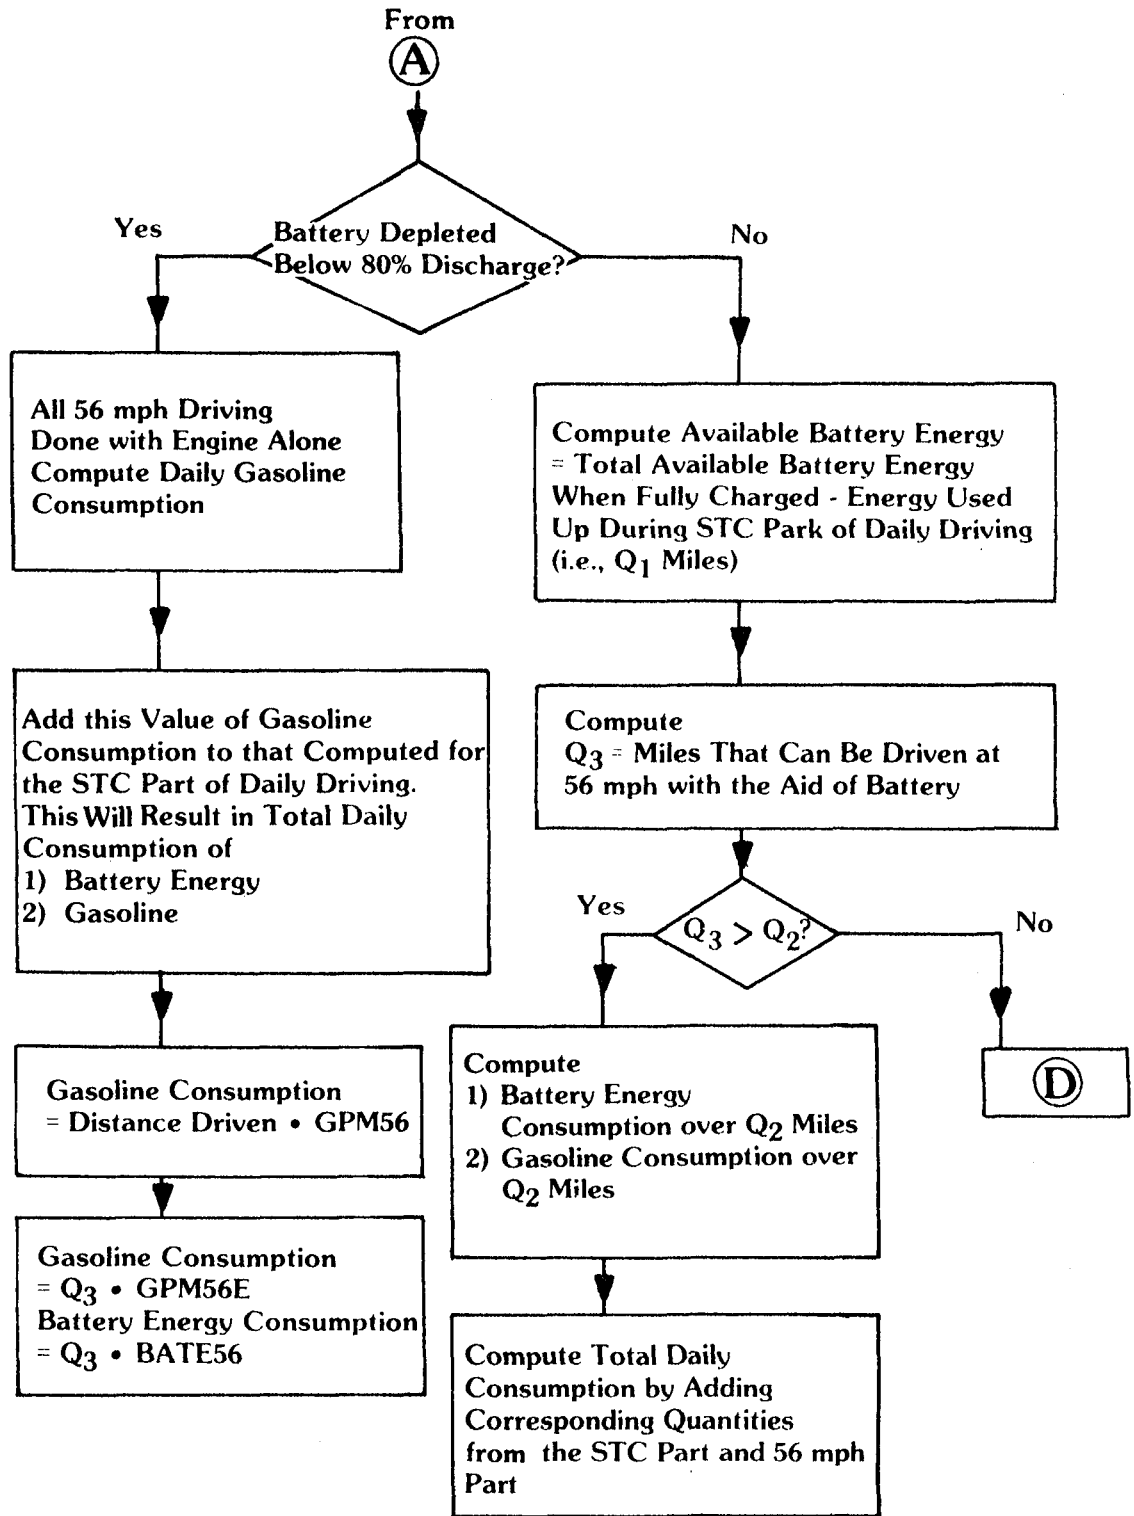 From
A
Yes
Battery Depleted
Below 80% Discharge?
No
All 56 mph Driving
Done with Engine Alone
Compute Daily Gasoline
Consumption
Compute Available Battery Energy
= Total Available Battery Energy
When Fully Charged - Energy Used
Up During STC Park of Daily Driving
(i.e., Q1 Miles)
Add this Value of Gasoline
Consumption to that Computed for
the STC Part of Daily Driving.
This Will Result in Total Daily
Consumption of
1) Battery Energy
2) Gasoline
Compute
Q3 = Miles That Can Be Driven at
56 mph with the Aid of Battery
Yes
Q3 > Q2?
No
Gasoline Consumption
= Distance Driven • GPM56
Compute
1) Battery Energy
Consumption over Q2 Miles
2) Gasoline Consumption over
Q2 Miles
D
Gasoline Consumption
= Q3 • GPM56E
Battery Energy Consumption
= Q3 • BATE56
Compute Total Daily
Consumption by Adding
Corresponding Quantities
from the STC Part and 56 mph
Part